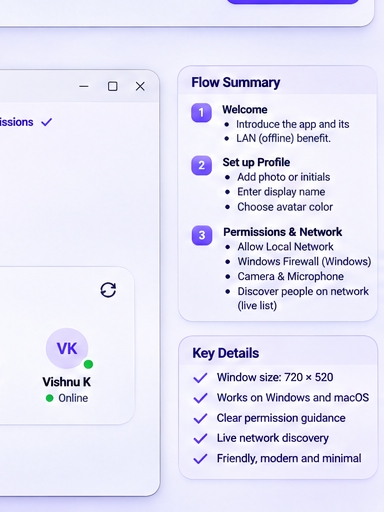 issions
VK
Vishnu K
Online
Flow Summary
1 Welcome
• Introduce the app and its
• LAN (offline) benefit.
2 Set up Profile
• Add photo or initials
• Enter display name
• Choose avatar color
3 Permissions & Network
• Allow Local Network
• Windows Firewall (Windows)
• Camera & Microphone
• Discover people on network
(live list)
Key Details
Window size: 720 × 520
Works on Windows and macOS
Clear permission guidance
Live network discovery
Friendly, modern and minimal